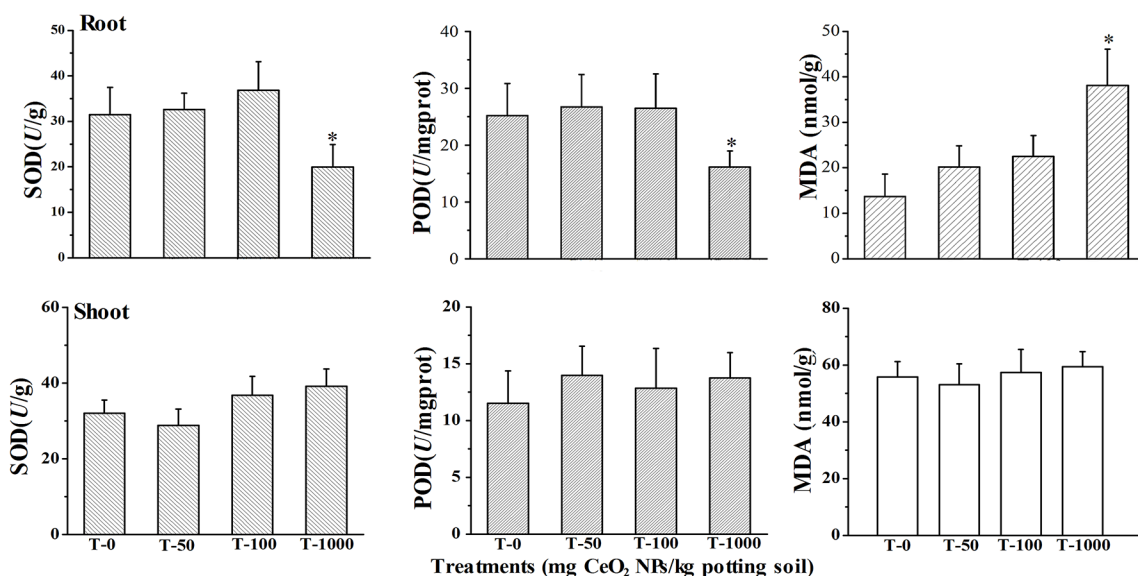 Root
SOD(U/g)
50
40
30
20
10
0
*
POD(U/mgprot)
40
30
20
10
0
*
MDA (nmol/g)
50
40
30
20
10
0
*
Shoot
SOD(U/g)
60
40
20
0
T-0 T-50 T-100 T-1000
POD(U/mgprot)
20
15
10
5
0
T-0 T-50 T-100 T-1000
MDA (nmol/g)
80
60
40
20
0
T-0 T-50 T-100 T-1000
Treatments (mg CeO₂ NPs/kg potting soil)